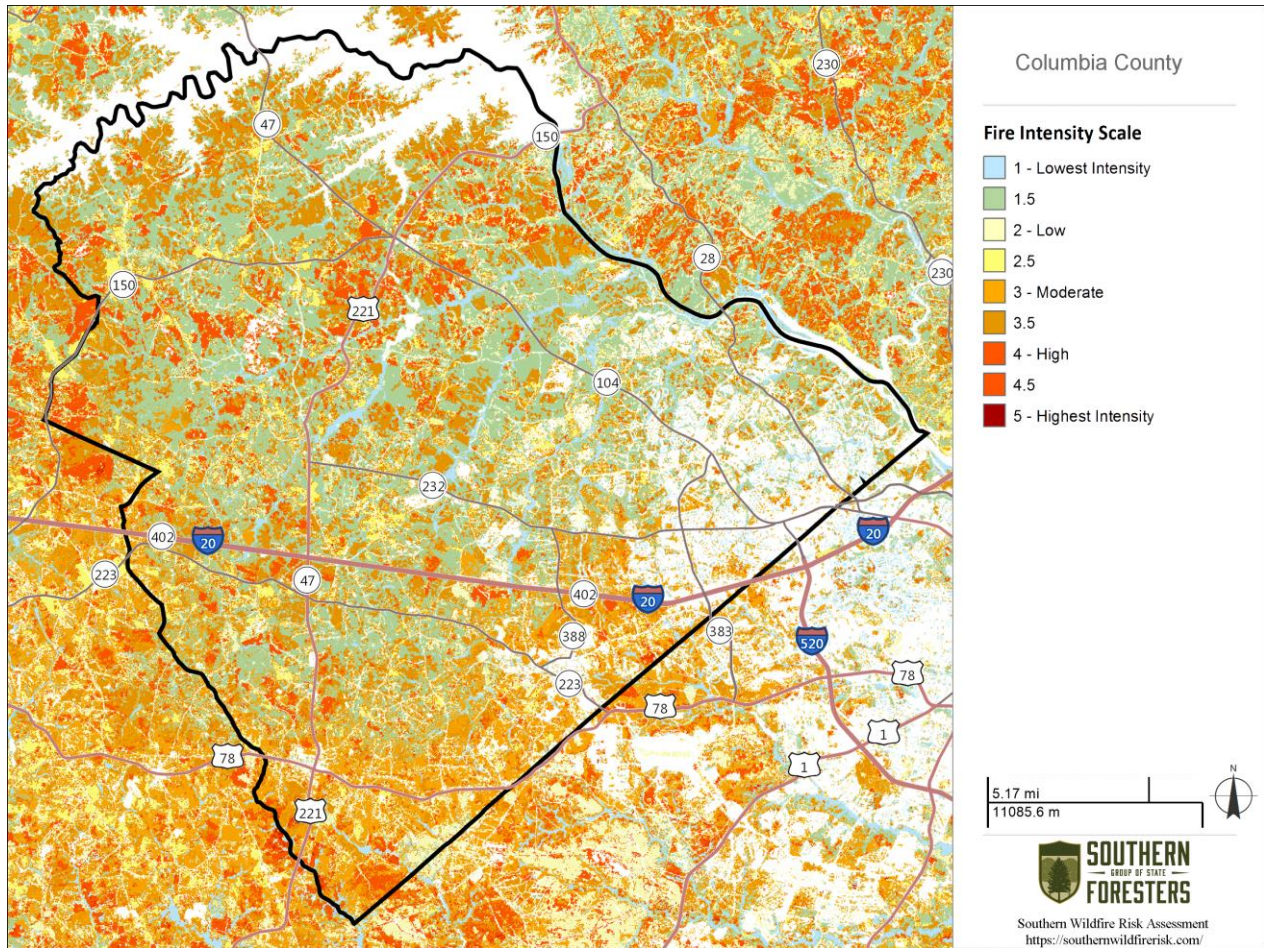 Columbia County
Fire Intensity Scale
1 - Lowest Intensity
1.5
2 - Low
2.5
3 - Moderate
3.5
4 - High
4.5
5 - Highest Intensity
230
47
150
28
230
150
221
104
232
402
20
20
223
47
402
20
388
383
520
223
78
78
1
78
1
221
N
5.17 mi
11085.6 m
SOUTHERN
GROUP OF STATE
FORESTERS
Southern Wildfire Risk Assessment
https://southernwildfirerisk.com/